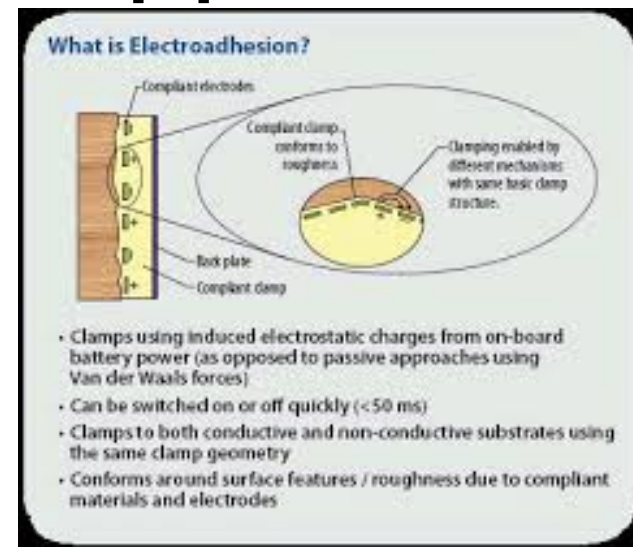 What is Electroadhesion?
Compliant electrodes
Compliant clamp
conforms to
roughness
Clamping enabled by
different mechanisms
with same basic clamp
structure.
Back plate
Compliant clamp
• Clamps using induced electrostatic charges from on-board
battery power (as opposed to passive approaches using
Van der Waals forces)
• Can be switched on or off quickly (<50 ms)
• Clamps to both conductive and non-conductive substrates using
the same clamp geometry
• Conforms around surface features / roughness due to compliant
materials and electrodes